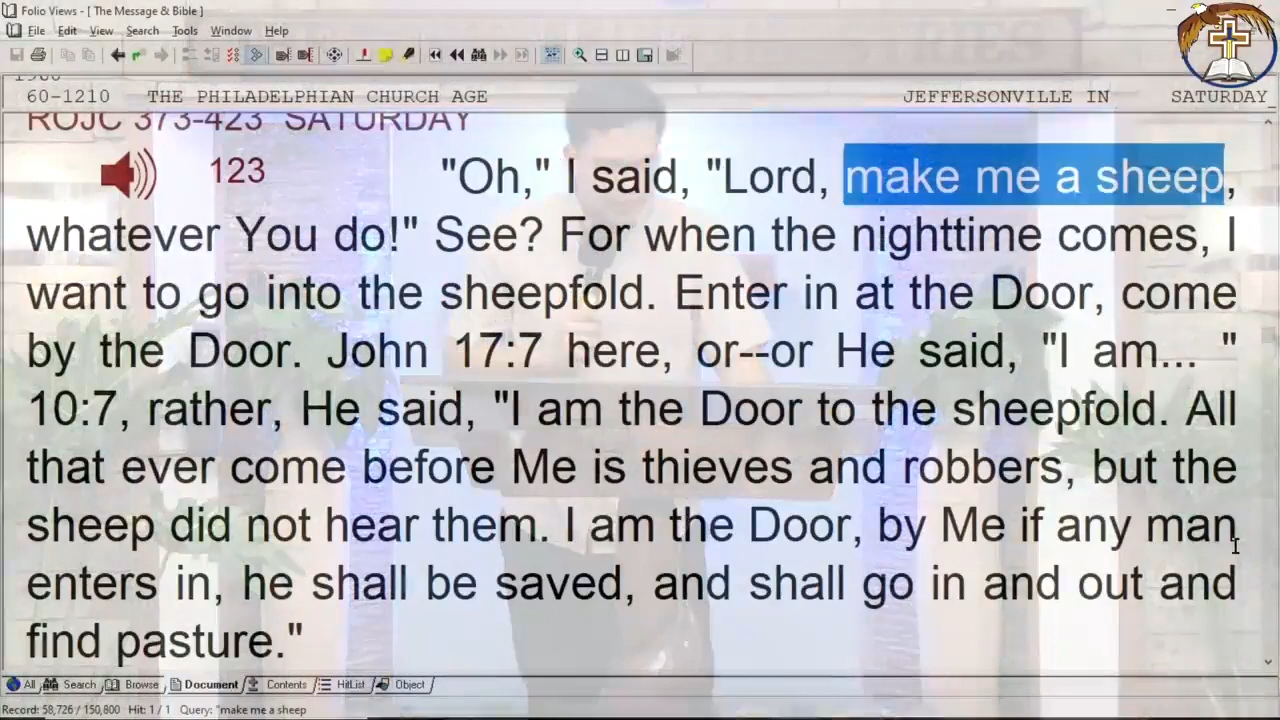 Folio Views - [ The Message & Bible ]
File Edit View Search Tools Window Help
60-1210 THE PHILADELPHIAN CHURCH AGE JEFFERSONVILLE IN SATURDAY
ROJC 373-423 SATURDAY
123 "Oh," I said, "Lord, make me a sheep,
whatever You do!" See? For when the nighttime comes, I
want to go into the sheepfold. Enter in at the Door, come
by the Door. John 17:7 here, or--or He said, "I am... "
10:7, rather, He said, "I am the Door to the sheepfold. All
that ever come before Me is thieves and robbers, but the
sheep did not hear them. I am the Door, by Me if any man
enters in, he shall be saved, and shall go in and out and
find pasture."
All Search Browse Document Contents HitList Object
Record: 58,726 / 150,800 Hit: 1 / 1 Query: "make me a sheep